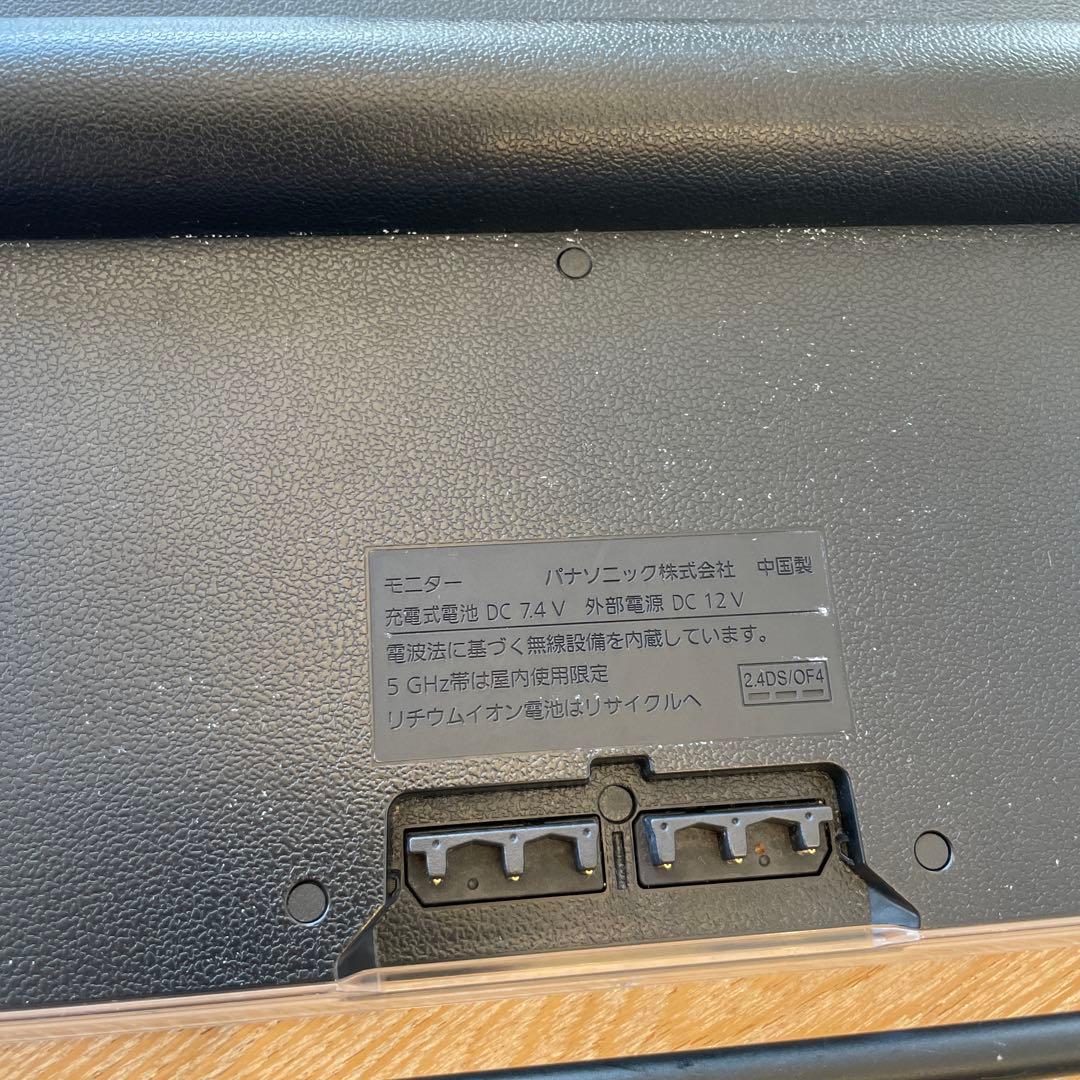 モニター パナソニック株式会社 中国製
充電式電池 DC 7.4 V 外部電源 DC 12 V
電波法に基づく無線設備を内蔵しています。
5 GHz帯は屋内使用限定
2.4DS/OF4
リチウムイオン電池はリサイクルへ